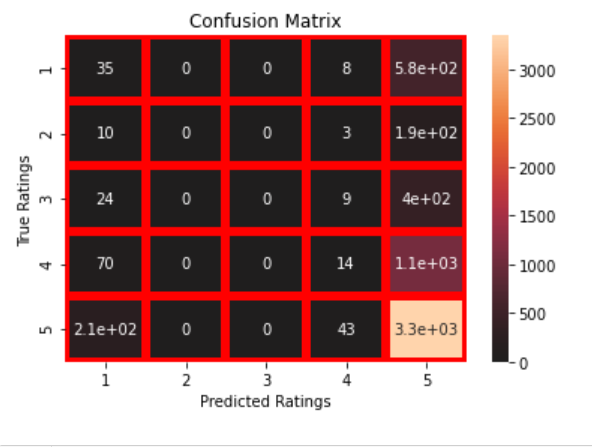 Confusion Matrix
1 35 0 0 8 5.8e+02
2 10 0 0 3 1.9e+02
3 24 0 0 9 4e+02
4 70 0 0 14 1.1e+03
5 2.1e+02 0 0 43 3.3e+03
1 2 3 4 5
Predicted Ratings
True Ratings
3000
2500
2000
1500
1000
500
0